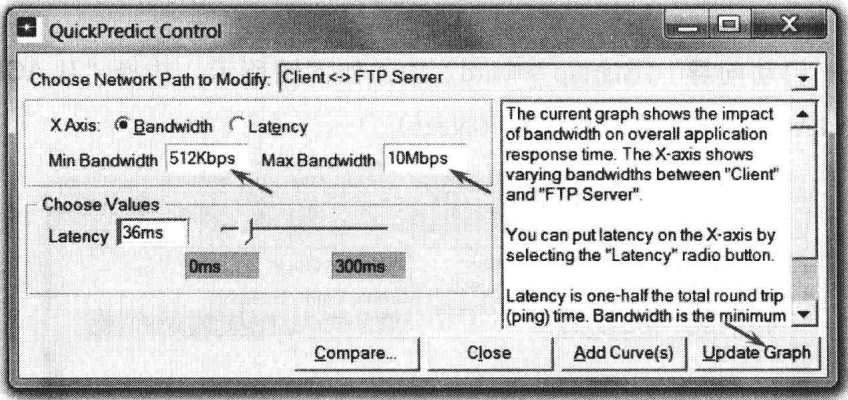 QuickPredict Control
Choose Network Path to Modify: Client <-> FTP Server
X Axis: Bandwidth Latency
Min Bandwidth 512Kbps Max Bandwidth 10Mbps
Choose Values
Latency 36ms
0ms 300ms
The current graph shows the impact
of bandwidth on overall application
response time. The X-axis shows
varying bandwidths between "Client"
and "FTP Server".
You can put latency on the X-axis by
selecting the "Latency" radio button.
Latency is one-half the total round trip
(ping) time. Bandwidth is the minimum
Compare... Close Add Curve(s) Update Graph